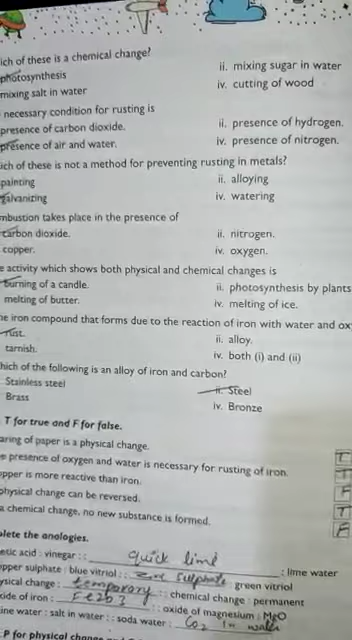 ich of these is a chemical change?
photosynthesis ii. mixing sugar in water
mixing salt in water iv. cutting of wood
necessary condition for rusting is
presence of carbon dioxide. ii. presence of hydrogen.
presence of air and water. iv. presence of nitrogen.
ich of these is not a method for preventing rusting in metals?
painting ii. alloying
galvanizing iv. watering
mbustion takes place in the presence of
carbon dioxide. ii. nitrogen.
copper. iv. oxygen.
e activity which shows both physical and chemical changes is
burning of a candle. ii. photosynthesis by plants
melting of butter. iv. melting of ice.
he iron compound that forms due to the reaction of iron with water and ox
rust. ii. alloy.
tarnish. iv. both (i) and (ii)
hich of the following is an alloy of iron and carbon?
Stainless steel ii. Steel
Brass iv. Bronze
T for true and F for false.
aring of paper is a physical change. T
e presence of oxygen and water is necessary for rusting of iron. T
pper is more reactive than iron. F
physical change can be reversed. T
a chemical change, no new substance is formed. F
plete the anologies.
etic acid : vinegar : : quick lime : lime water
pper sulphate : blue vitriol : : sulphate green vitriol
ysical change : temporary : : chemical change : permanent
xide of iron : Fe2O3 : : oxide of magnesium : MgO
ine water : salt in water : : soda water : CO2 in water
P for physical change